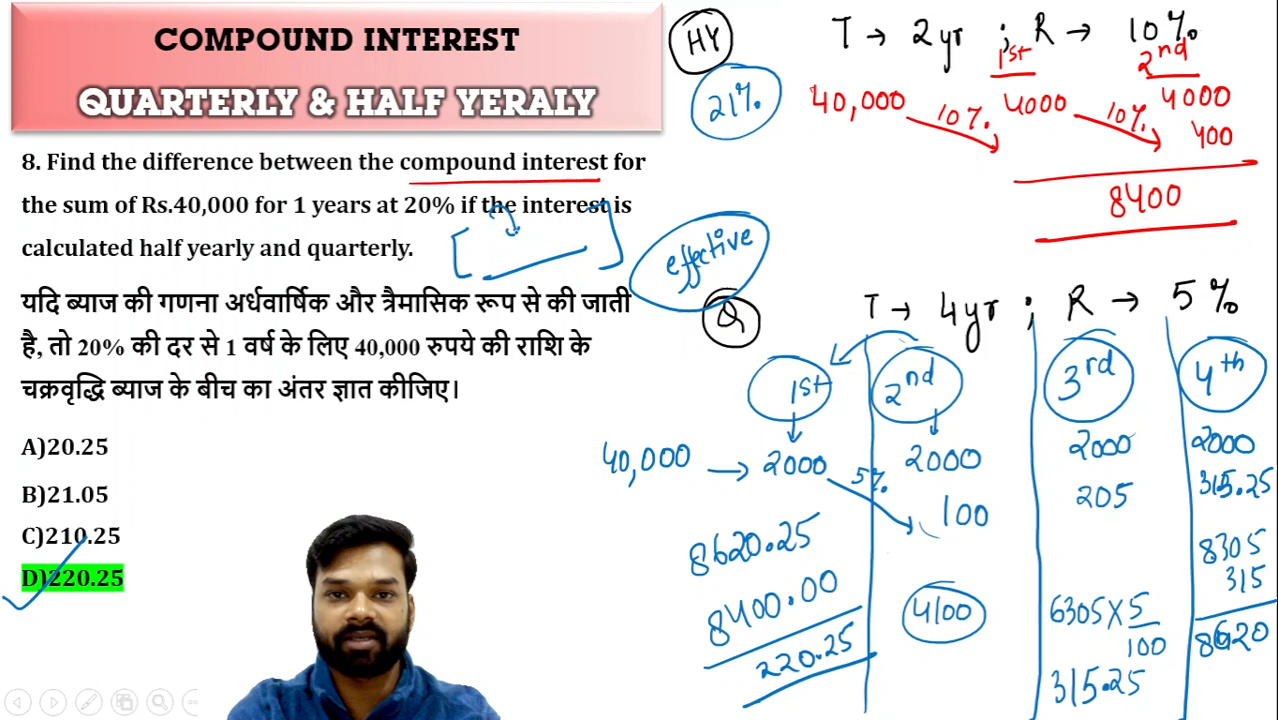 COMPOUND INTEREST
QUARTERLY & HALF YERALY
8. Find the difference between the compound interest for
the sum of Rs.40,000 for 1 years at 20% if the interest is
calculated half yearly and quarterly.
यदि ब्याज की गणना अर्धवार्षिक और त्रैमासिक रूप से की जाती
है, तो 20% की दर से 1 वर्ष के लिए 40,000 रुपये की राशि के
चक्रवृद्धि ब्याज के बीच का अंतर ज्ञात कीजिए।
A)20.25
B)21.05
C)210.25
D)220.25
HY T → 2yr ; R → 10%
21%
1st 2nd
40,000 10% 4000 10% 4000
400
8400
effective
Q T → 4yr ; R → 5%
1st 2nd 3rd 4th
40,000 → 2000 2000 2000 2000
5% 100 205 315.25
8620.25 8305
315
8400.00 4100 6305 × 5/100 8620
220.25 315.25